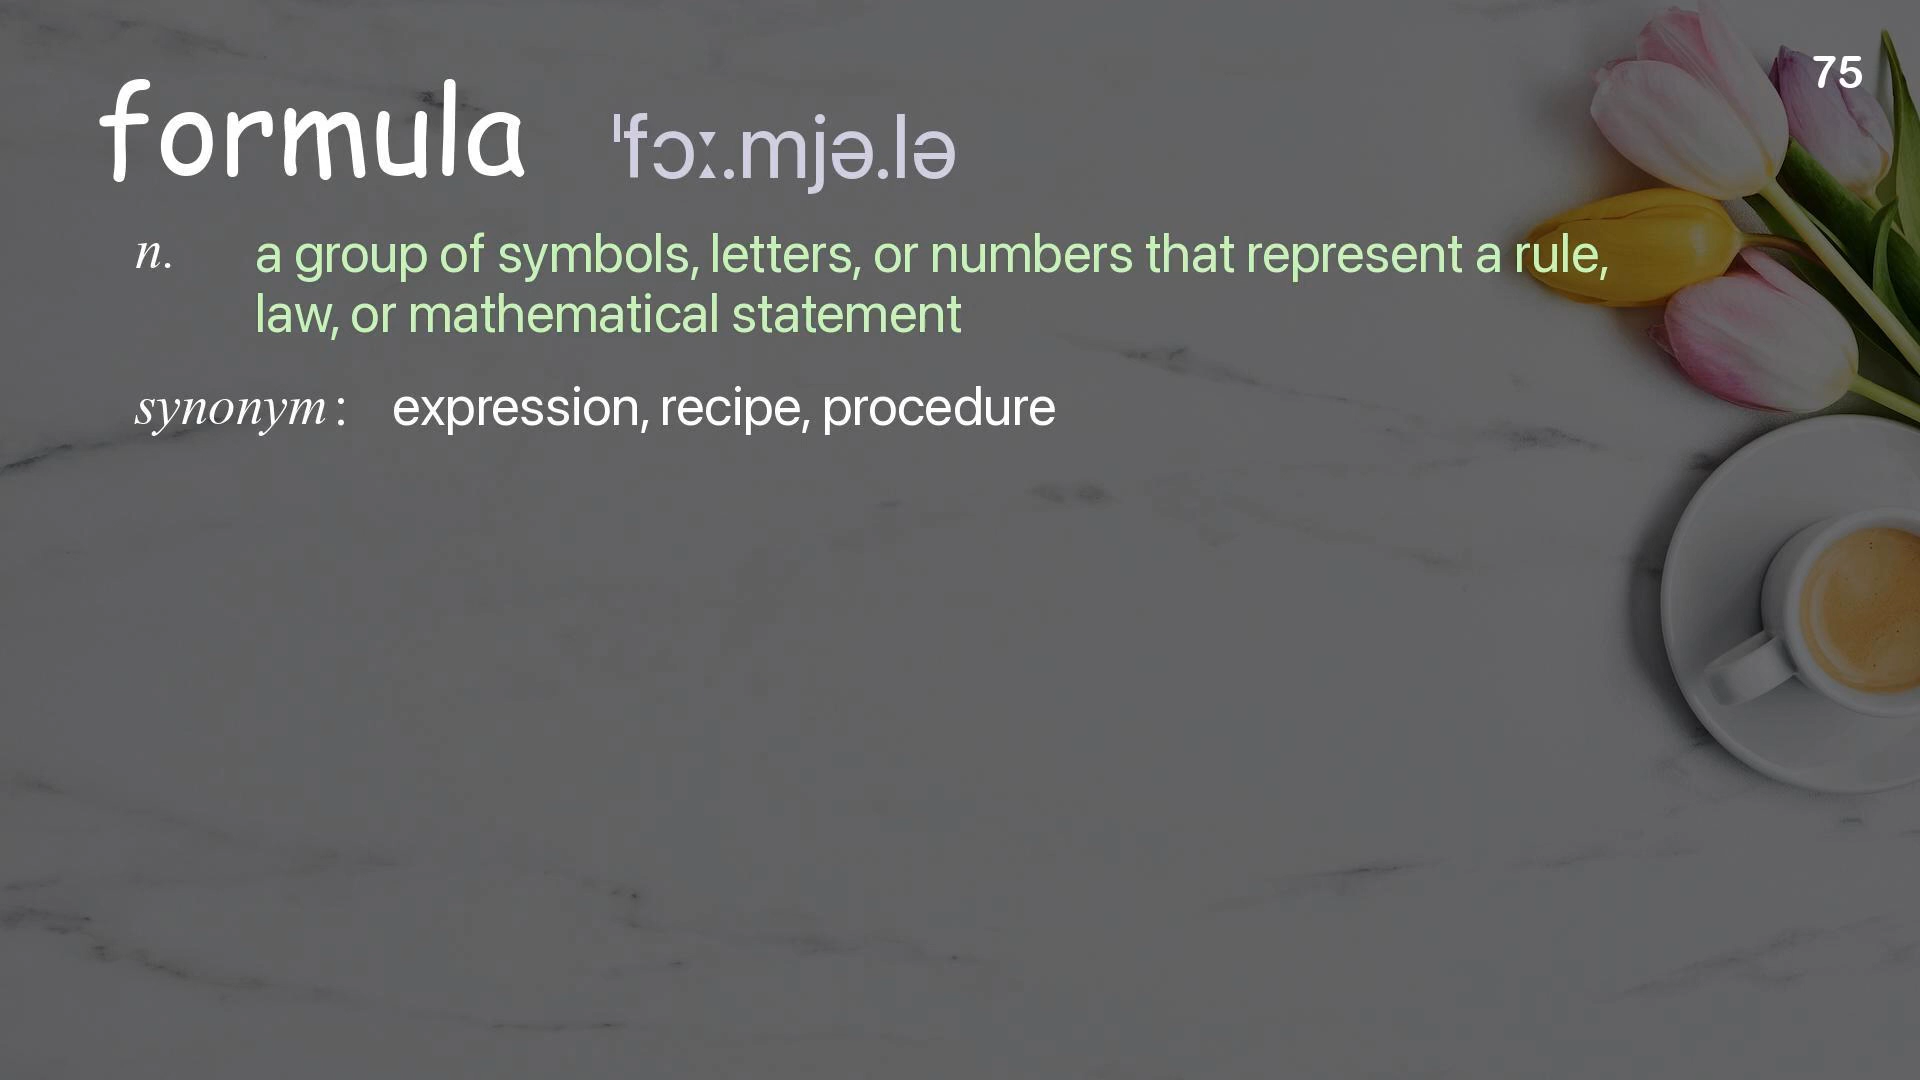 75
formula ˈfɔː.mjə.lə
n. a group of symbols, letters, or numbers that represent a rule,
law, or mathematical statement
synonym : expression, recipe, procedure